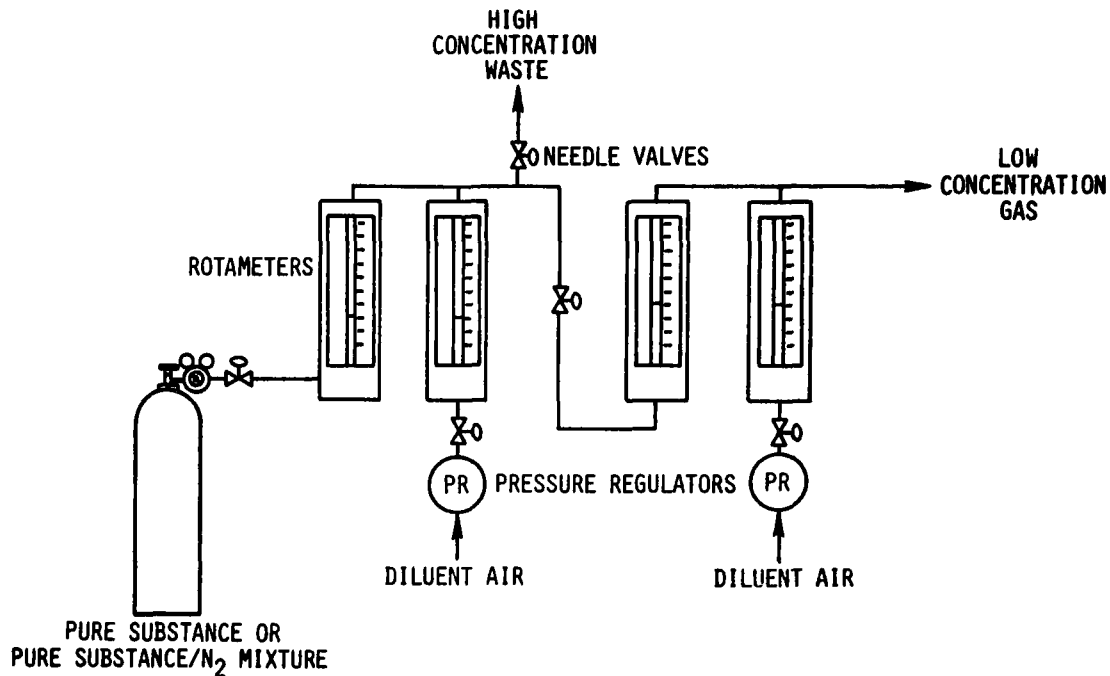 HIGH
CONCENTRATION
WASTE
NEEDLE VALVES
LOW
CONCENTRATION
GAS
ROTAMETERS
PR
PRESSURE REGULATORS
PR
DILUENT AIR
DILUENT AIR
PURE SUBSTANCE OR
PURE SUBSTANCE/N2 MIXTURE